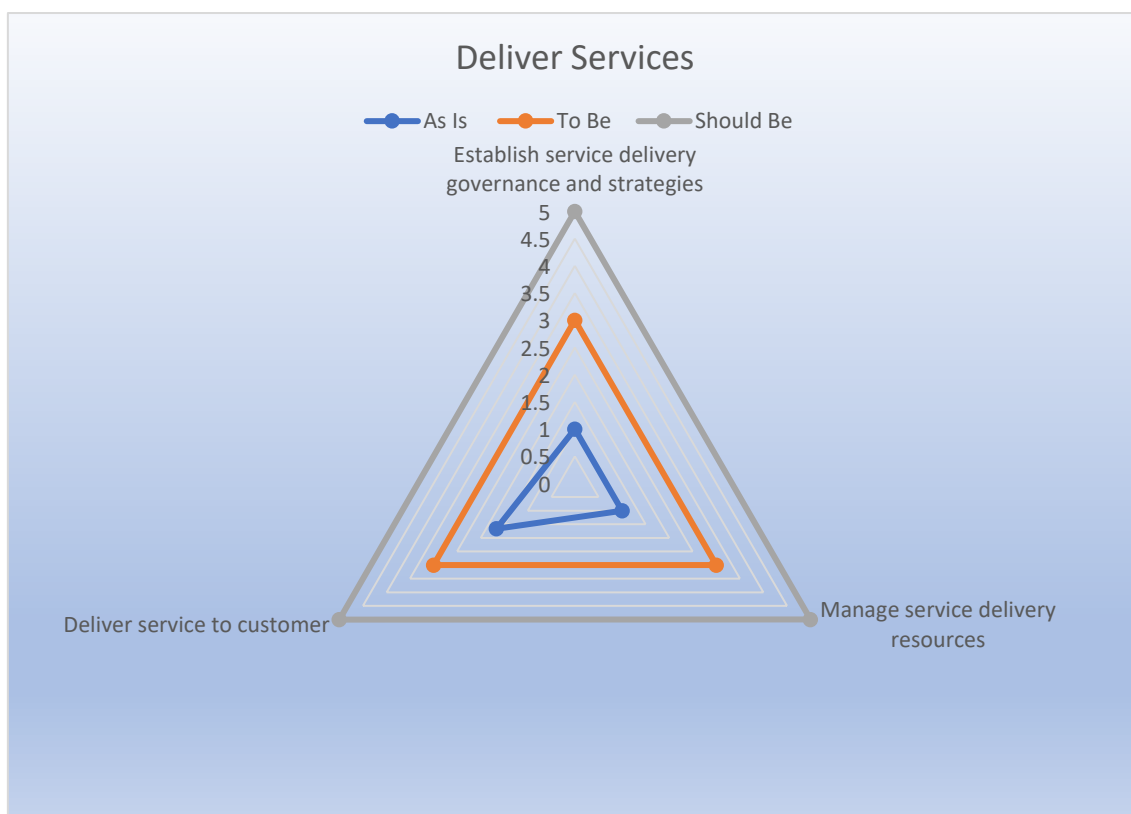 Deliver Services
As Is To Be Should Be
Establish service delivery
governance and strategies
5
4.5
4
3.5
3
2.5
2
1.5
1
0.5
0
Manage service delivery
resources
Deliver service to customer